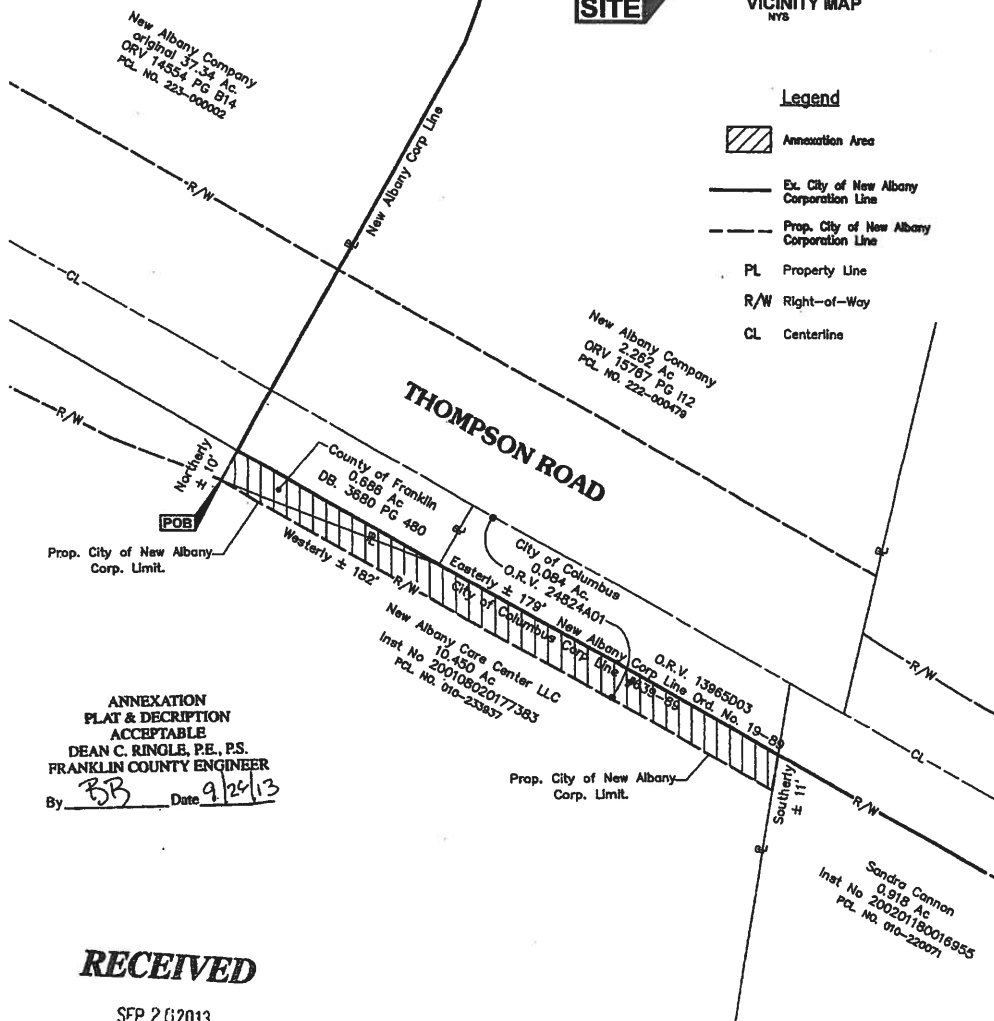 SITE
VICINITY MAP
NYS
New Albany Company
original 37.34 Ac.
ORV 14554 PG B14
PCL. NO. 223-000002
New Albany Corp Line
PL
R/W
CL
R/W
Legend
Annexation Area
Ex. City of New Albany
Corporation Line
Prop. City of New Albany
Corporation Line
PL Property Line
R/W Right-of-Way
CL Centerline
New Albany Company
2.262 Ac
ORV 15767 PG I12
PCL NO. 222-000479
THOMPSON ROAD
Northerly
± 10'
POB
Prop. City of New Albany
Corp. Limit.
County of Franklin
0.686 Ac
DB. 3680 PG 480
PL
Westerly ± 182'
R/W
PL
City of Columbus
0.084 Ac.
O.R.V. 24824A01
Easterly ± 179'
New Albany Corp Line Ord. No. 19-89
City of Columbus Corp Line
O.R.V. 13965D03
PL
R/W
CL
New Albany Care Center LLC
10.450 Ac
Inst No 200108020177383
PCL. NO. 010-233937
Prop. City of New Albany
Corp. Limit.
Southerly
± 11'
R/W
PL
Sandra Cannon
0.918 Ac
Inst No 200201180016955
PCL. NO. 010-220071
ANNEXATION
PLAT & DECRIPTION
ACCEPTABLE
DEAN C. RINGLE, P.E., P.S.
FRANKLIN COUNTY ENGINEER
By BB Date 9/ /13
RECEIVED
SEP 2 2013